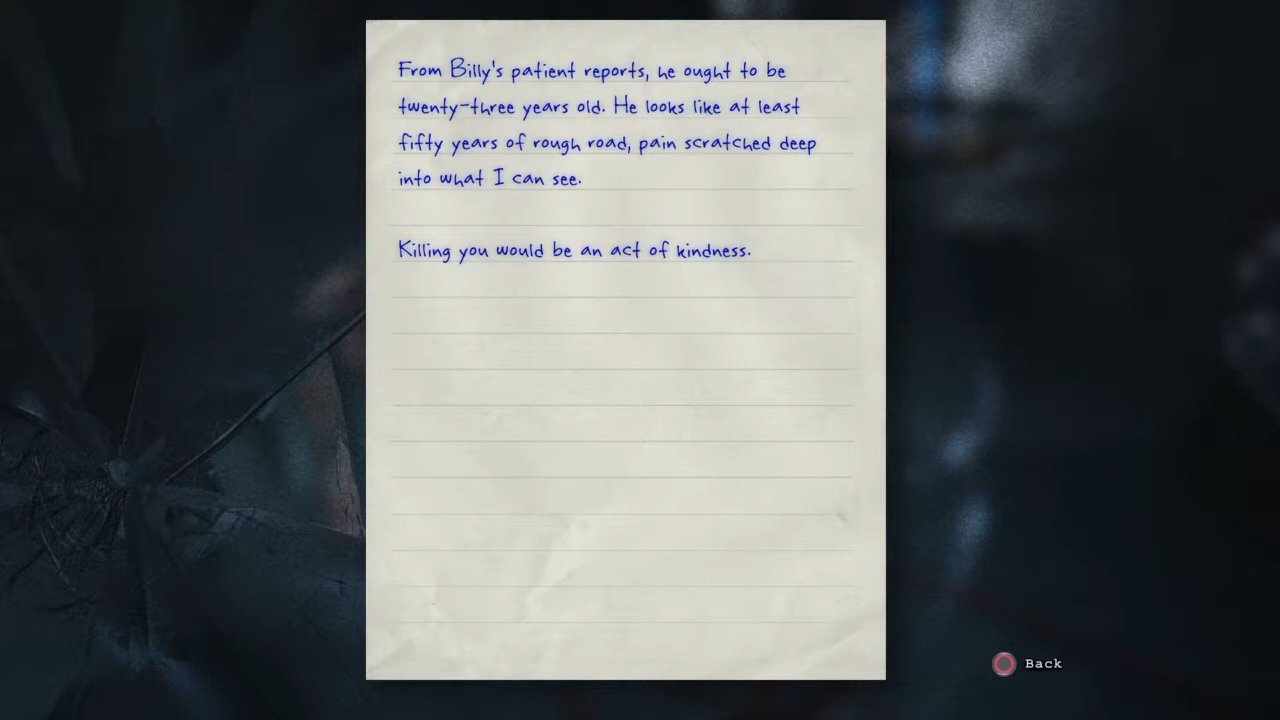 From Billy's patient reports, he ought to be
twenty-three years old. He looks like at least
fifty years of rough road, pain scratched deep
into what I can see.
Killing you would be an act of kindness.
Back